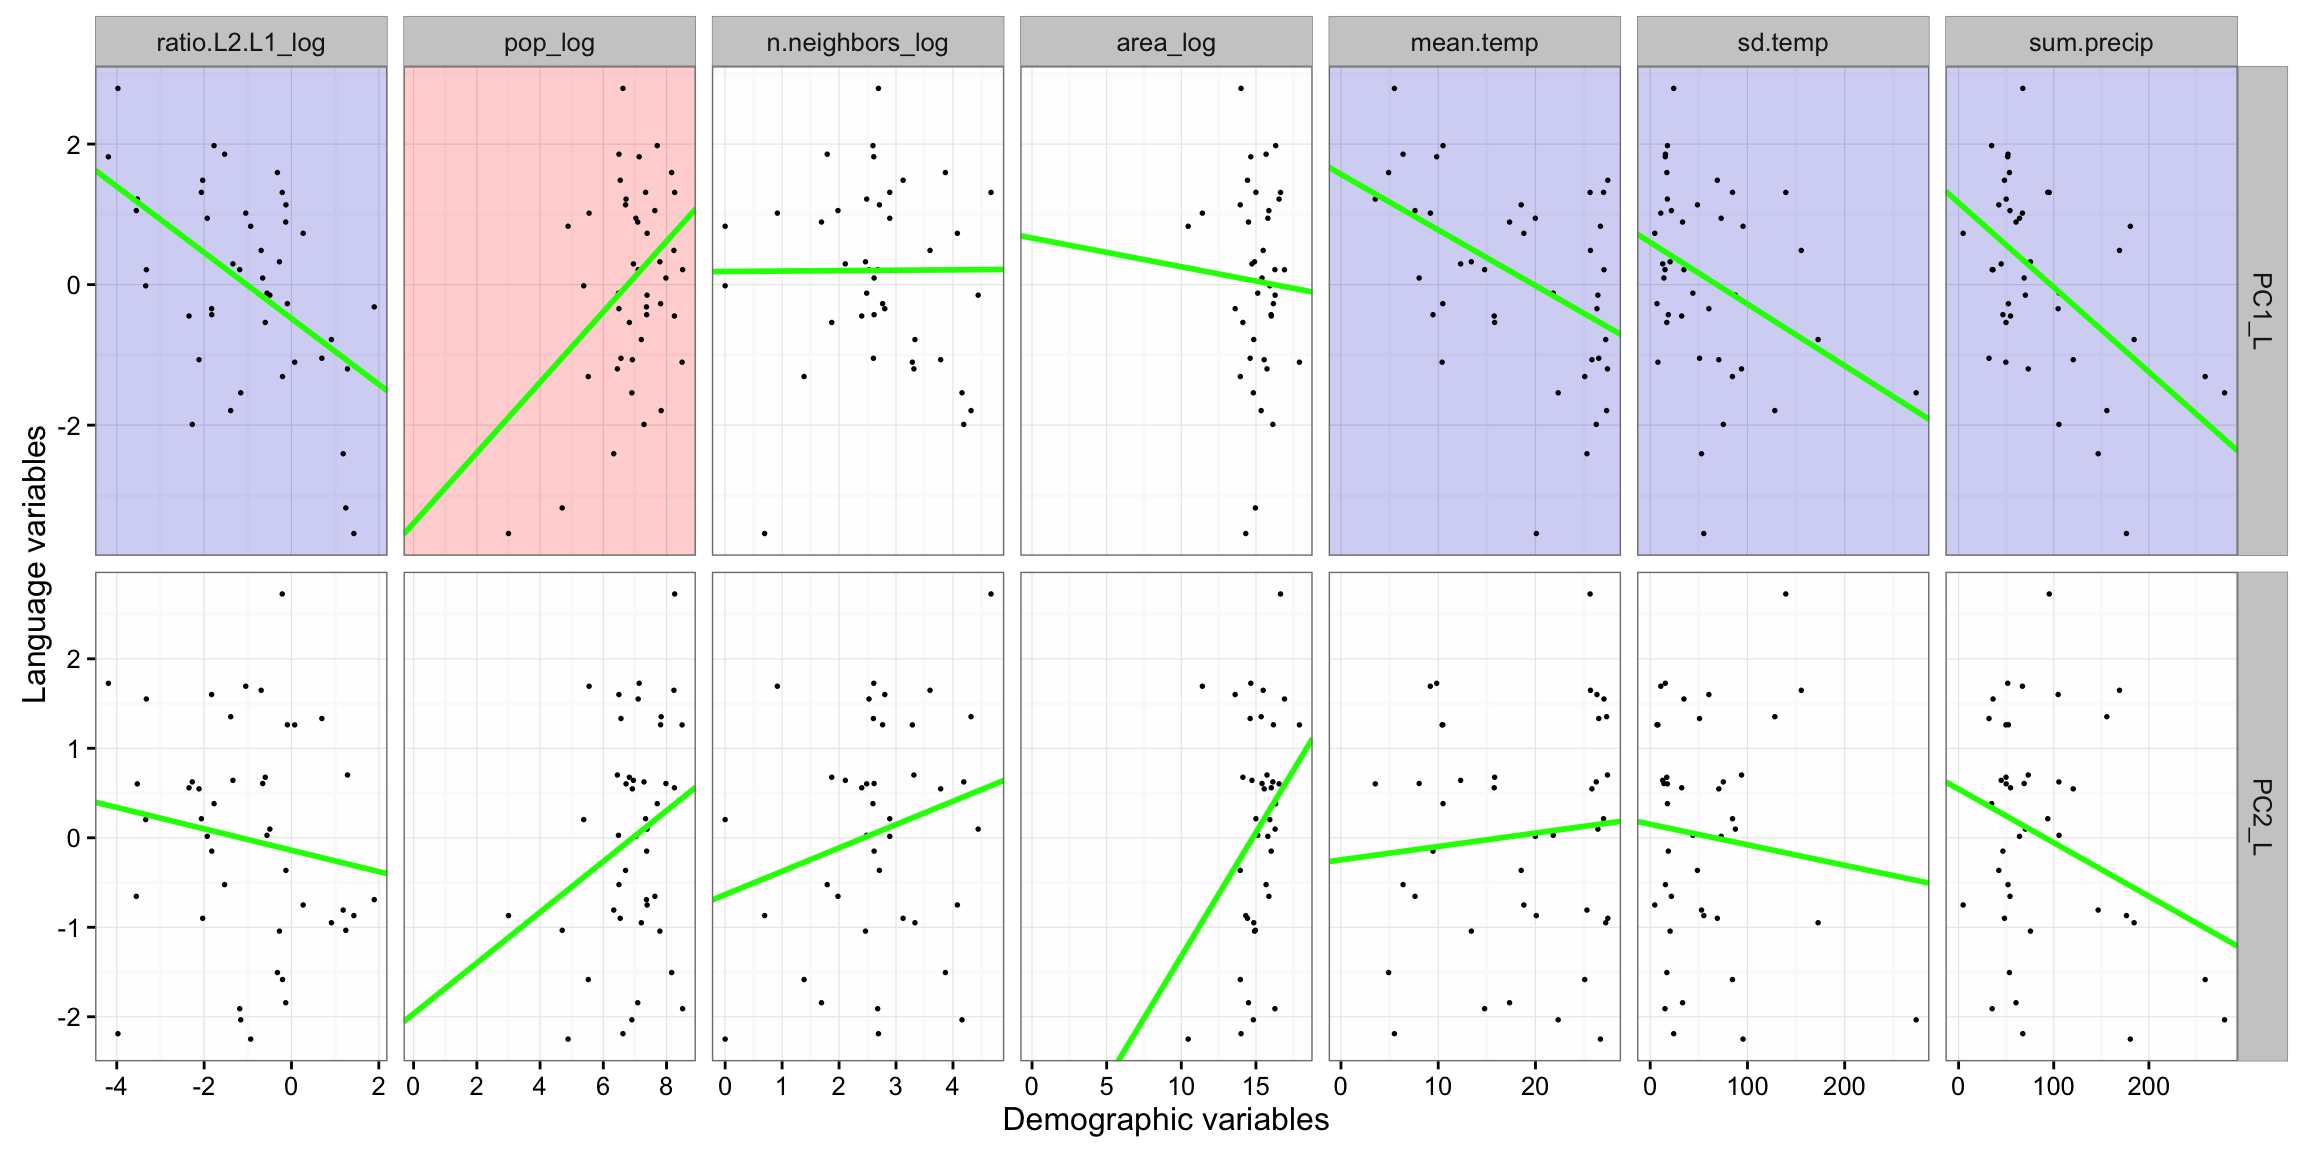 ratio.L2.L1_log pop_log n.neighbors_log area_log mean.temp sd.temp sum.precip
2
0
-2
PC1_L
Language variables
2
1
0
-1
-2
PC2_L
-4 -2 0 2 0 2 4 6 8 0 1 2 3 4 0 5 10 15 0 10 20 0 100 200 0 100 200
Demographic variables